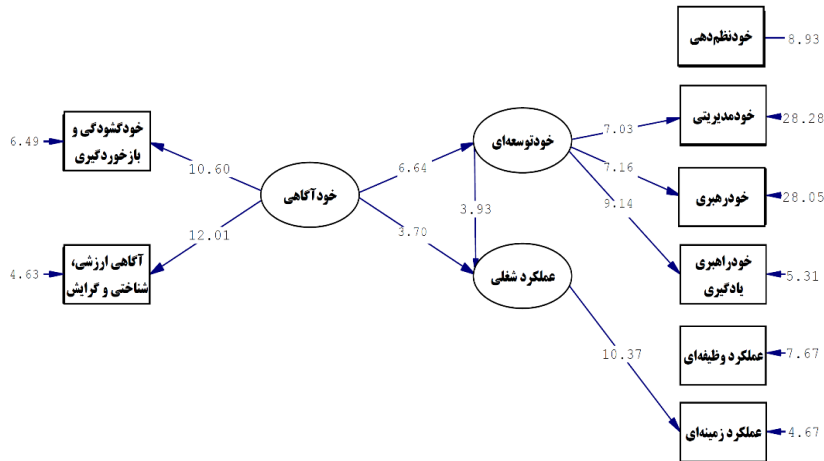 خودنظم‌دهی
8.93
خودگشودگی و
بازخوردگیری
6.49
10.60
خودتوسعه‌ای
7.03
خودمدیریتی
28.28
خودآگاهی
6.64
7.16
خودرهبری
28.05
12.01
3.70
3.93
9.14
آگاهی ارزشی،
شناختی و گرایش
4.63
عملکرد شغلی
خودراهبری
یادگیری
5.31
10.37
عملکرد وظیفه‌ای
7.67
عملکرد زمینه‌ای
4.67